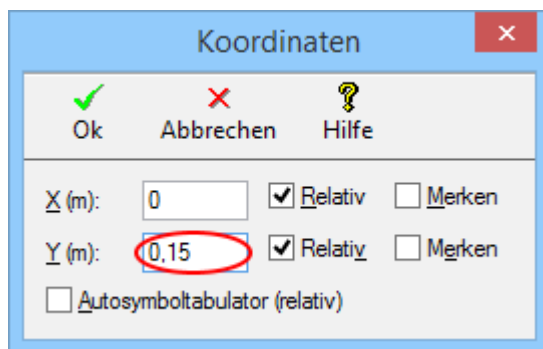 Koordinaten
Ok Abbrechen Hilfe
X (m): 0 Relativ Merken
Y (m): 0,15 Relativ Merken
Autosymboltabulator (relativ)